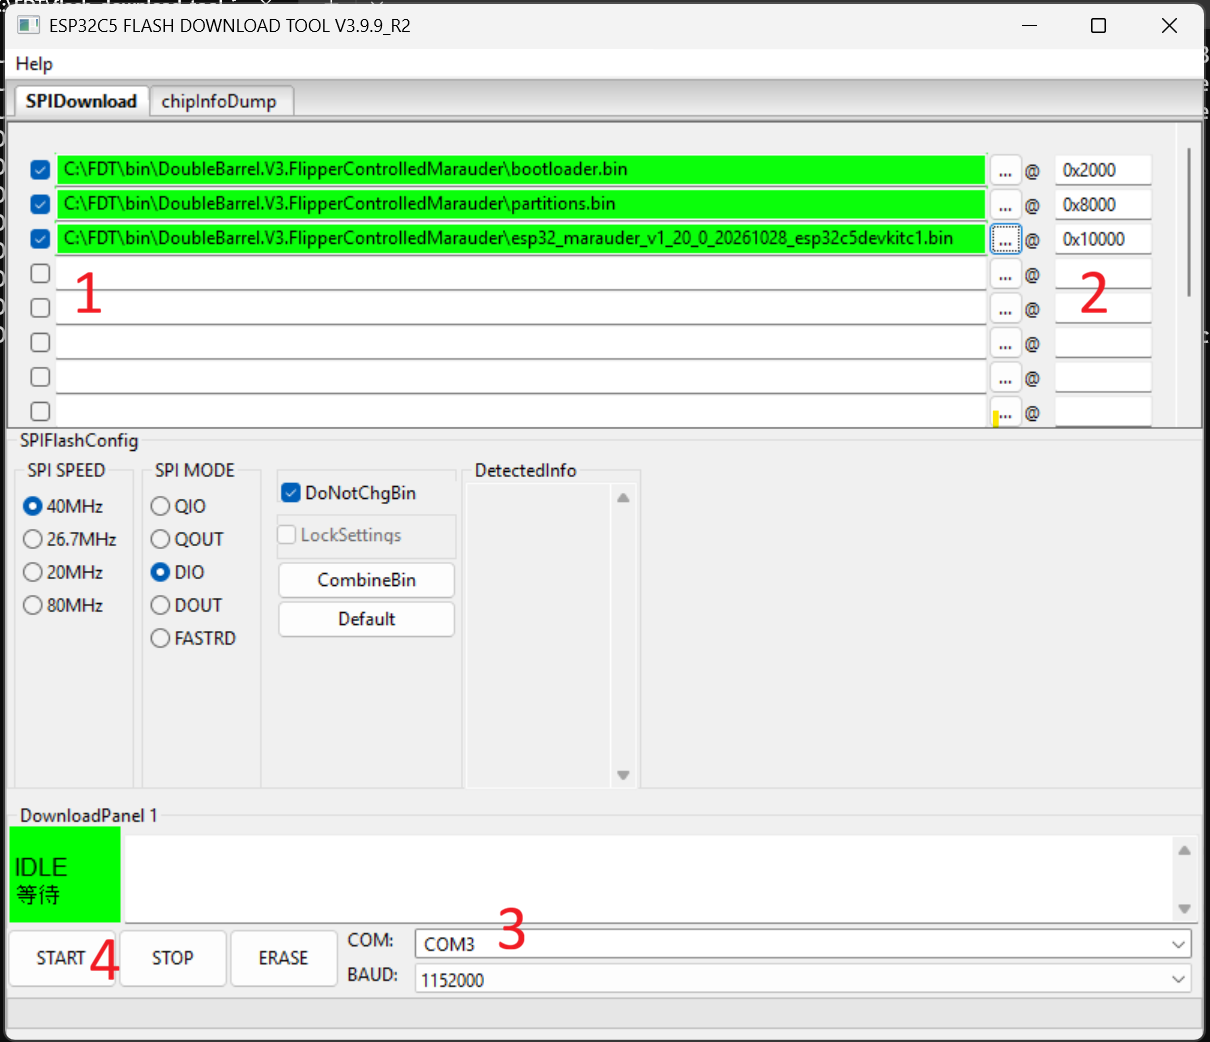 ESP32C5 FLASH DOWNLOAD TOOL V3.9.9_R2
Help
SPIDownload chipInfoDump
C:\FDT\bin\DoubleBarrel.V3.FlipperControlledMarauder\bootloader.bin ... @ 0x2000
C:\FDT\bin\DoubleBarrel.V3.FlipperControlledMarauder\partitions.bin ... @ 0x8000
C:\FDT\bin\DoubleBarrel.V3.FlipperControlledMarauder\esp32_marauder_v1_20_0_20261028_esp32c5devkitc1.bin ... @ 0x10000
... @
1 2
... @
... @
... @
... @
SPIFlashConfig
SPI SPEED
40MHz
26.7MHz
20MHz
80MHz
SPI MODE
QIO
QOUT
DIO
DOUT
FASTRD
DoNotChgBin
LockSettings
CombineBin
Default
DetectedInfo
DownloadPanel 1
IDLE
等待
START 4 STOP ERASE
COM: COM3 3
BAUD: 1152000